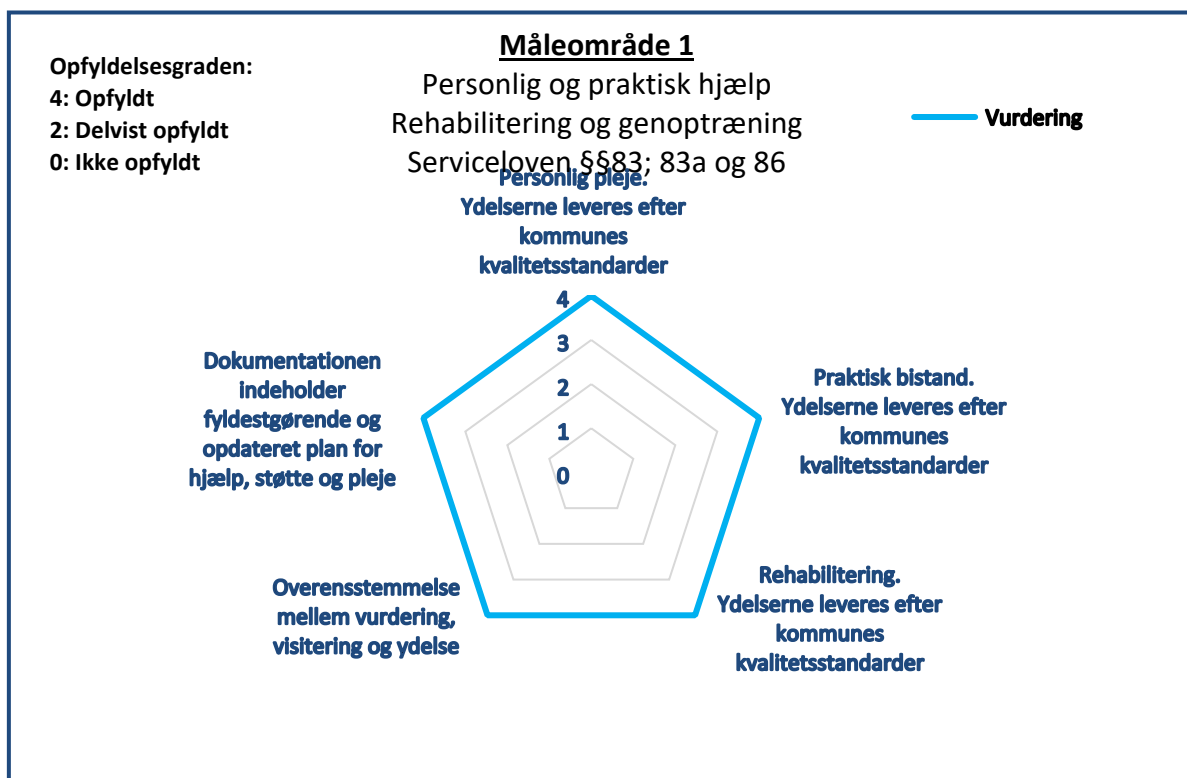 Måleområde 1
Personlig og praktisk hjælp
Rehabilitering og genoptræning
Serviceloven §§83; 83a og 86
Opfyldelsesgraden:
4: Opfyldt
2: Delvist opfyldt
0: Ikke opfyldt
Vurdering
Personlig pleje.
Ydelserne leveres efter
kommunes
kvalitetsstandarder
4
3
2
1
0
Praktisk bistand.
Ydelserne leveres efter
kommunes
kvalitetsstandarder
Rehabilitering.
Ydelserne leveres efter
kommunes
kvalitetsstandarder
Overensstemmelse
mellem vurdering,
visitering og ydelse
Dokumentationen
indeholder
fyldestgørende og
opdateret plan for
hjælp, støtte og pleje